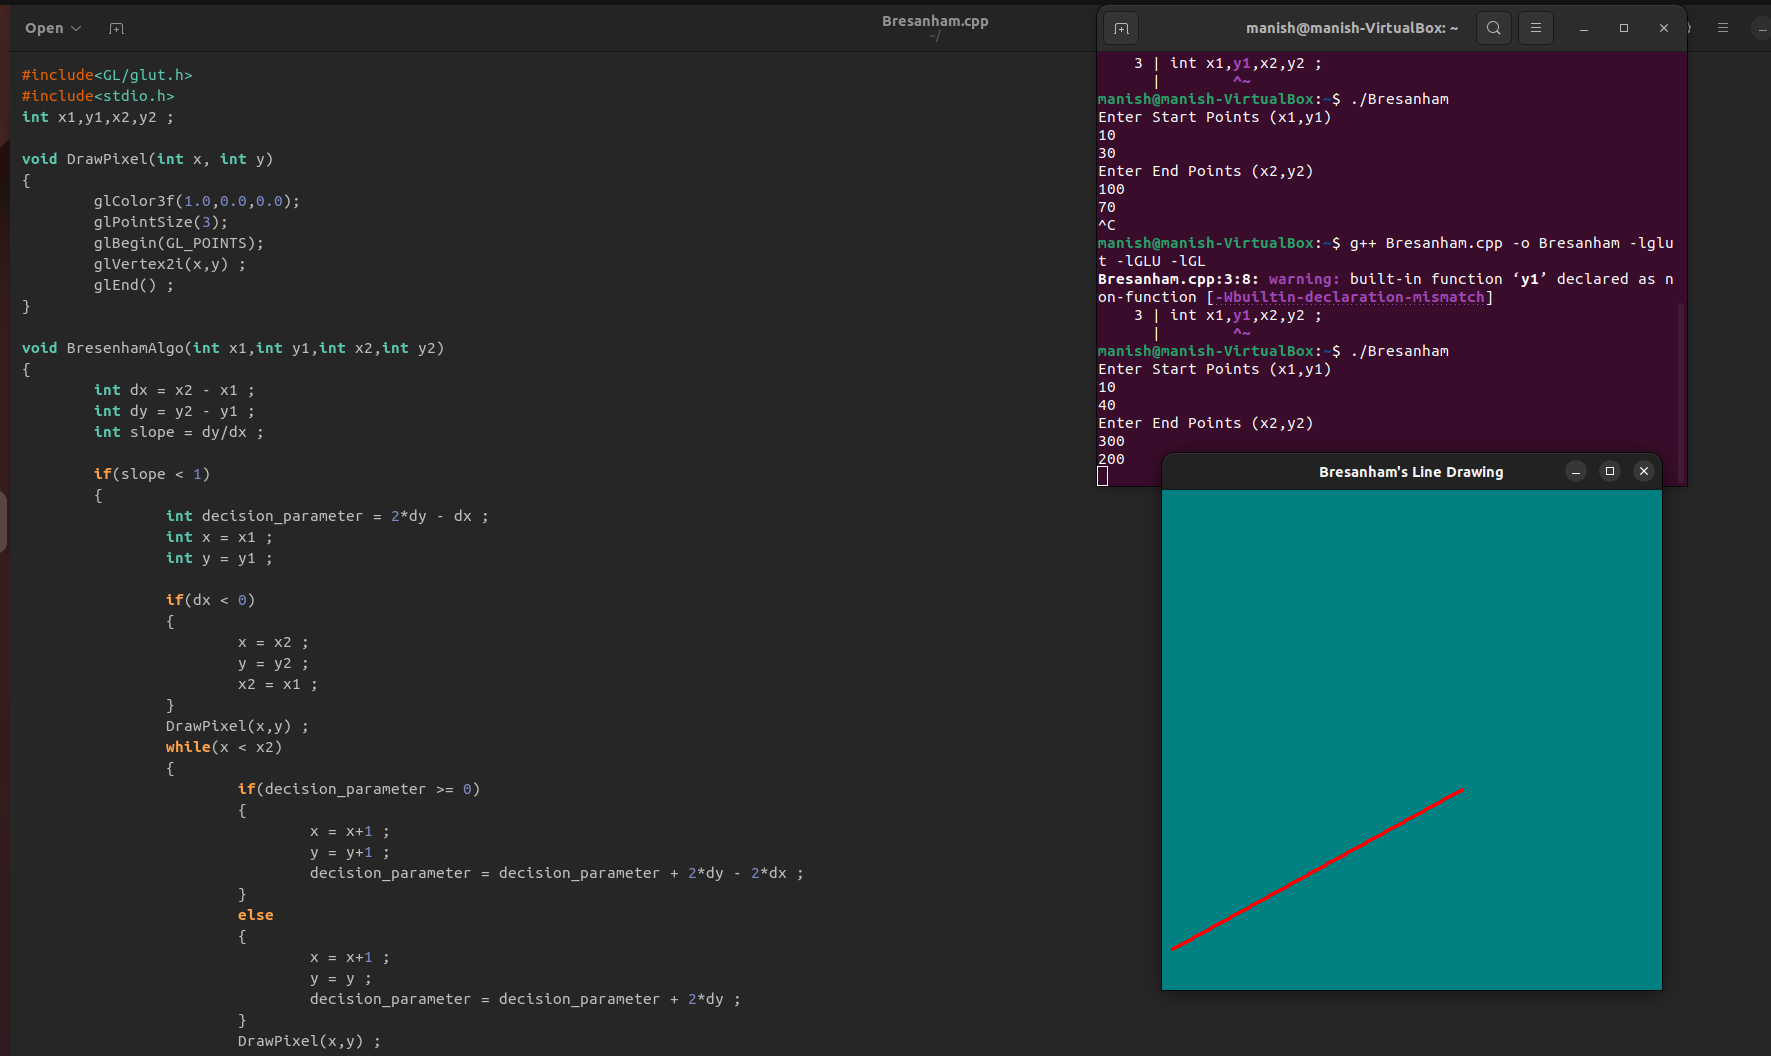 Open
Bresanham.cpp
~/
#include<GL/glut.h>
#include<stdio.h>
int x1,y1,x2,y2 ;
void DrawPixel(int x, int y)
{
glColor3f(1.0,0.0,0.0);
glPointSize(3);
glBegin(GL_POINTS);
glVertex2i(x,y) ;
glEnd() ;
}
void BresenhamAlgo(int x1,int y1,int x2,int y2)
{
int dx = x2 - x1 ;
int dy = y2 - y1 ;
int slope = dy/dx ;
if(slope < 1)
{
int decision_parameter = 2*dy - dx ;
int x = x1 ;
int y = y1 ;
if(dx < 0)
{
x = x2 ;
y = y2 ;
x2 = x1 ;
}
DrawPixel(x,y) ;
while(x < x2)
{
if(decision_parameter >= 0)
{
x = x+1 ;
y = y+1 ;
decision_parameter = decision_parameter + 2*dy - 2*dx ;
}
else
{
x = x+1 ;
y = y ;
decision_parameter = decision_parameter + 2*dy ;
}
DrawPixel(x,y) ;
manish@manish-VirtualBox: ~
3 | int x1,y1,x2,y2 ;
| ^~
manish@manish-VirtualBox:~$ ./Bresanham
Enter Start Points (x1,y1)
10
30
Enter End Points (x2,y2)
100
70
^C
manish@manish-VirtualBox:~$ g++ Bresanham.cpp -o Bresanham -lglu
t -lGLU -lGL
Bresanham.cpp:3:8: warning: built-in function ‘y1’ declared as n
on-function [-Wbuiltin-declaration-mismatch]
3 | int x1,y1,x2,y2 ;
| ^~
manish@manish-VirtualBox:~$ ./Bresanham
Enter Start Points (x1,y1)
10
40
Enter End Points (x2,y2)
300
200
Bresanham's Line Drawing